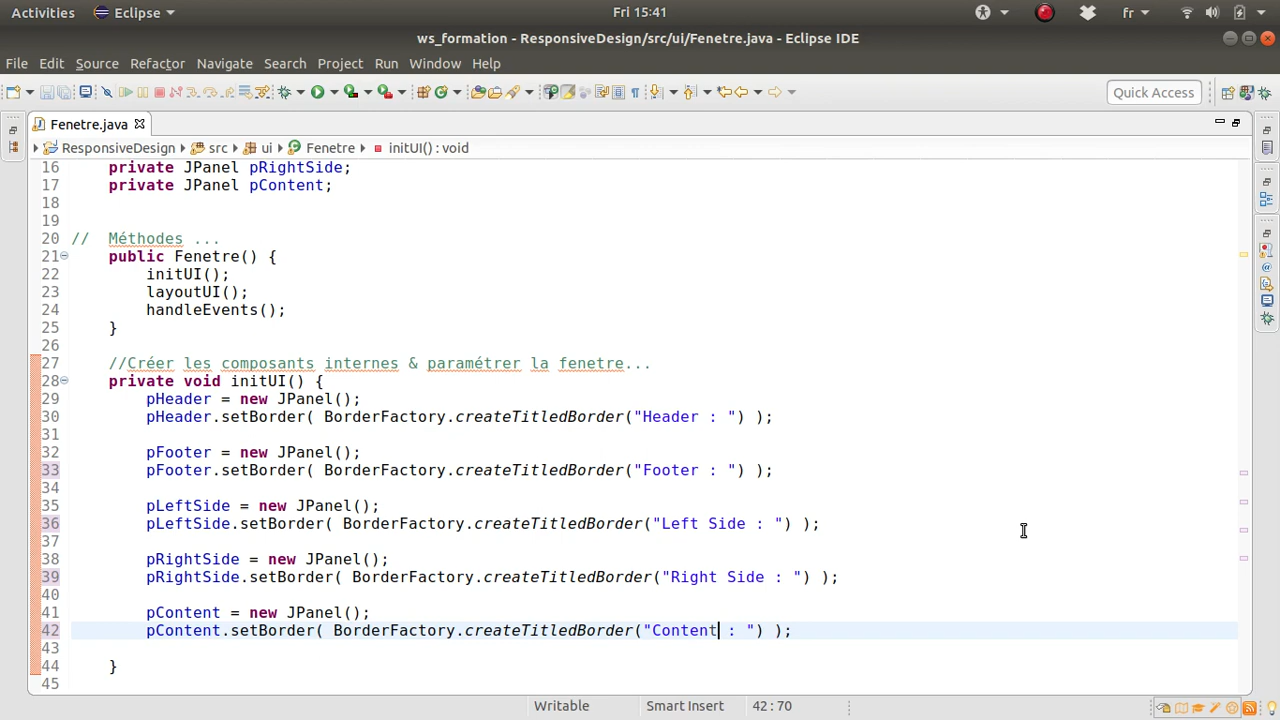 Activities Eclipse Fri 15:41 fr
ws_formation - ResponsiveDesign/src/ui/Fenetre.java - Eclipse IDE
File Edit Source Refactor Navigate Search Project Run Window Help
Quick Access
Fenetre.java
ResponsiveDesign src ui Fenetre initUI() : void
16 private JPanel pRightSide;
17 private JPanel pContent;
18
19
20 // Méthodes ...
21 public Fenetre() {
22 initUI();
23 layoutUI();
24 handleEvents();
25 }
26
27 //Créer les composants internes & paramétrer la fenetre...
28 private void initUI() {
29 pHeader = new JPanel();
30 pHeader.setBorder( BorderFactory.createTitledBorder("Header : ") );
31
32 pFooter = new JPanel();
33 pFooter.setBorder( BorderFactory.createTitledBorder("Footer : ") );
34
35 pLeftSide = new JPanel();
36 pLeftSide.setBorder( BorderFactory.createTitledBorder("Left Side : ") );
37
38 pRightSide = new JPanel();
39 pRightSide.setBorder( BorderFactory.createTitledBorder("Right Side : ") );
40
41 pContent = new JPanel();
42 pContent.setBorder( BorderFactory.createTitledBorder("Content : ") );
43
44 }
45
Writable Smart Insert 42 : 70